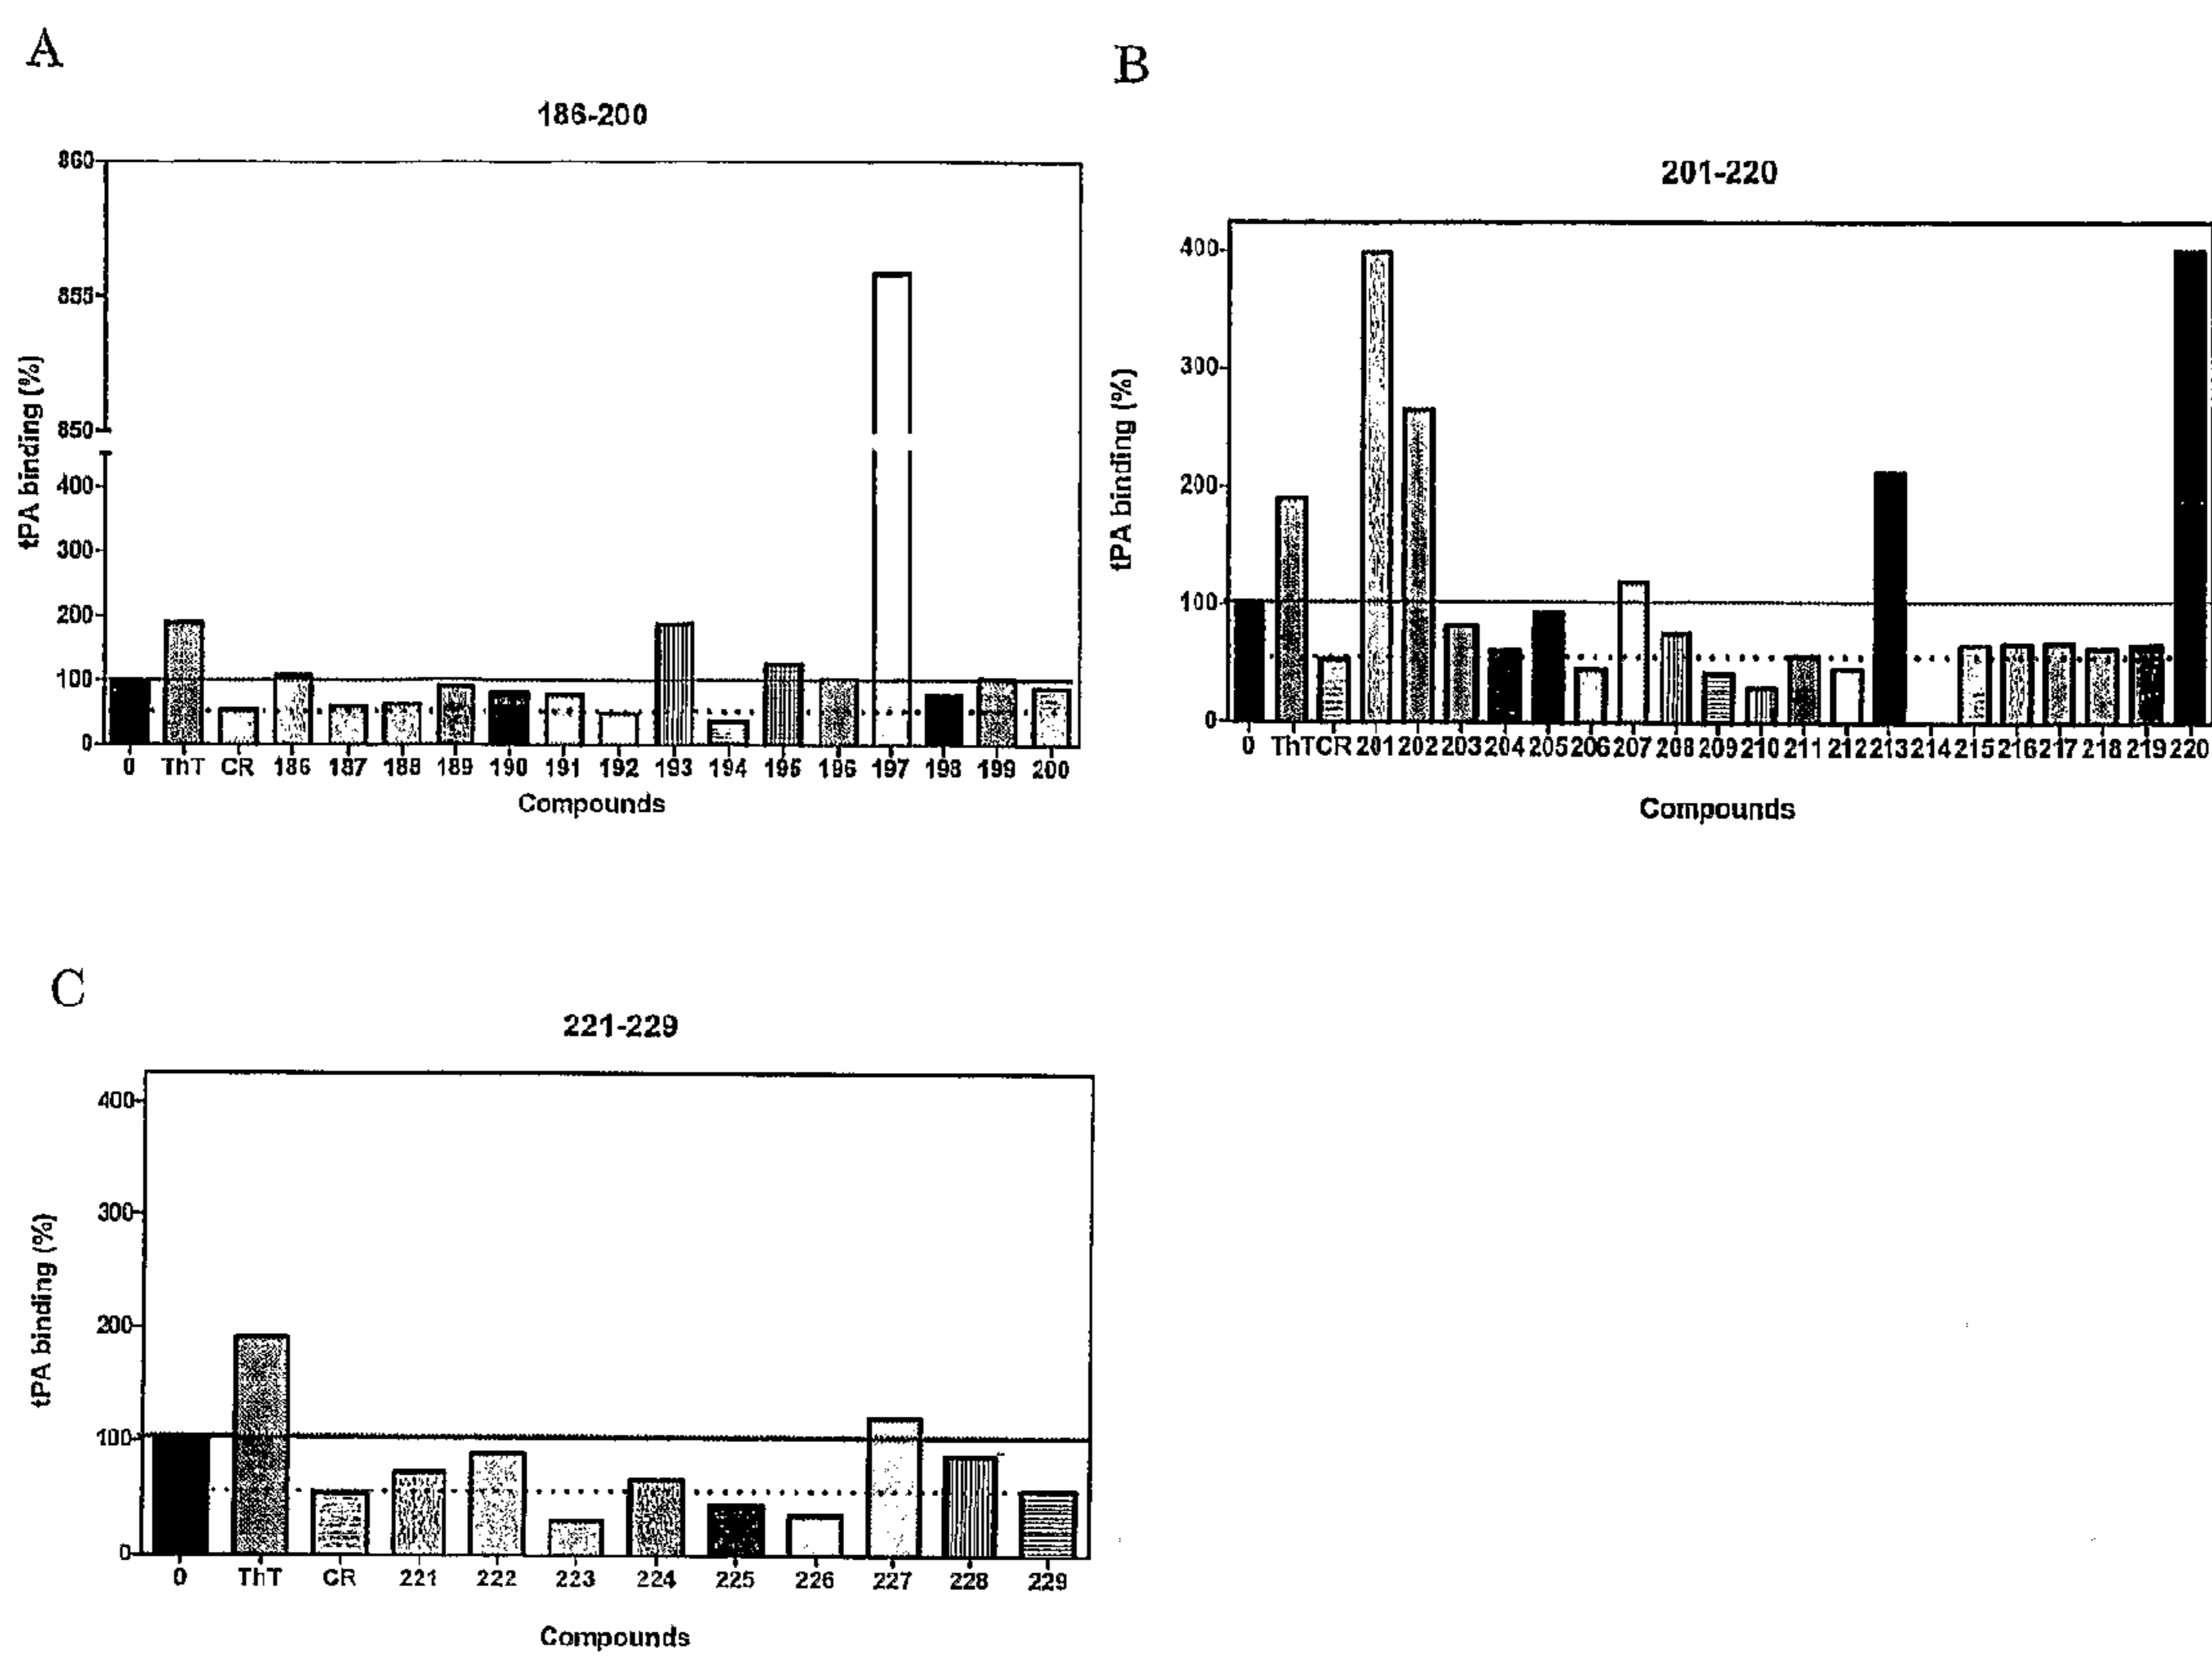 A
186-200
860
855
850
400
300
200
100
0
tPA binding (%)
0 ThT CR 186 187 188 189 190 191 192 193 194 195 196 197 198 199 200
Compounds
B
201-220
400
300
200
100
0
tPA binding (%)
0 ThT CR 201 202 203 204 205 206 207 208 209 210 211 212 213 214 215 216 217 218 219 220
Compounds
C
221-229
400
300
200
100
0
tPA binding (%)
0 ThT CR 221 222 223 224 225 226 227 228 229
Compounds